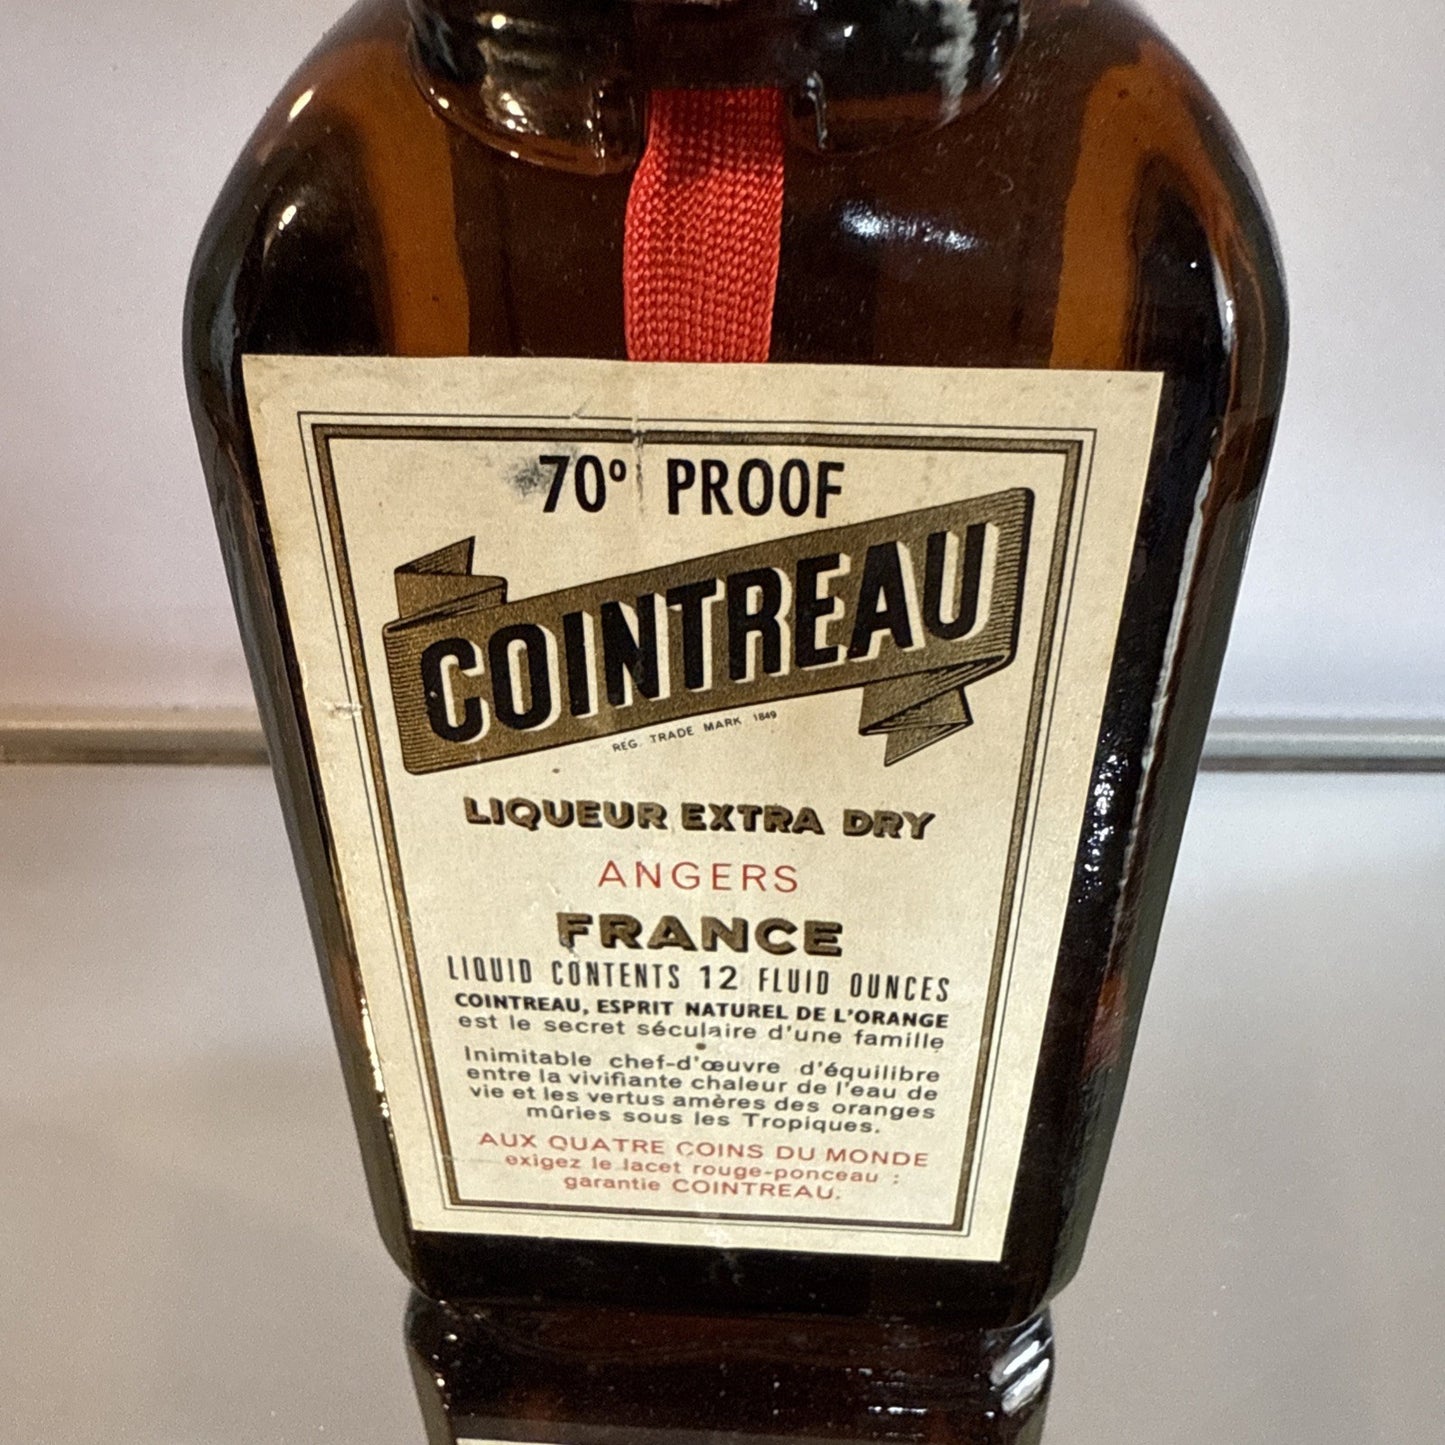 70° PROOF
COINTREAU
REG. TRADE MARK 1849
LIQUEUR EXTRA DRY
ANGERS
FRANCE
LIQUID CONTENTS 12 FLUID OUNCES
COINTREAU, ESPRIT NATUREL DE L'ORANGE
est le secret séculaire d'une famille
Inimitable chef-d'œuvre d'équilibre
entre la vivifiante chaleur de l'eau de
vie et les vertus amères des oranges
mûries sous les Tropiques.
AUX QUATRE COINS DU MONDE
exigez le lacet rouge-ponceau :
garantie COINTREAU.